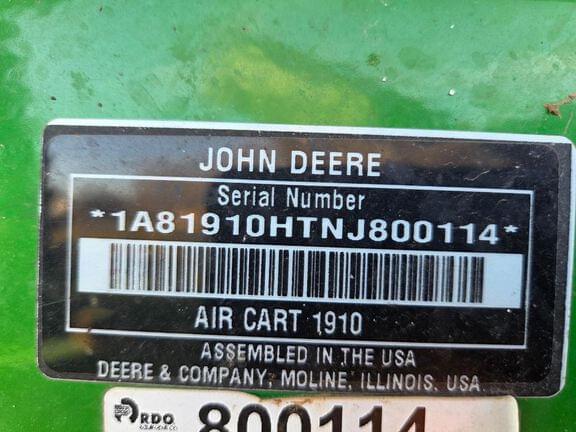 JOHN DEERE
Serial Number
*1A81910HTNJ800114*
AIR CART 1910
ASSEMBLED IN THE USA
DEERE & COMPANY, MOLINE, ILLINOIS, USA
RDO 800114